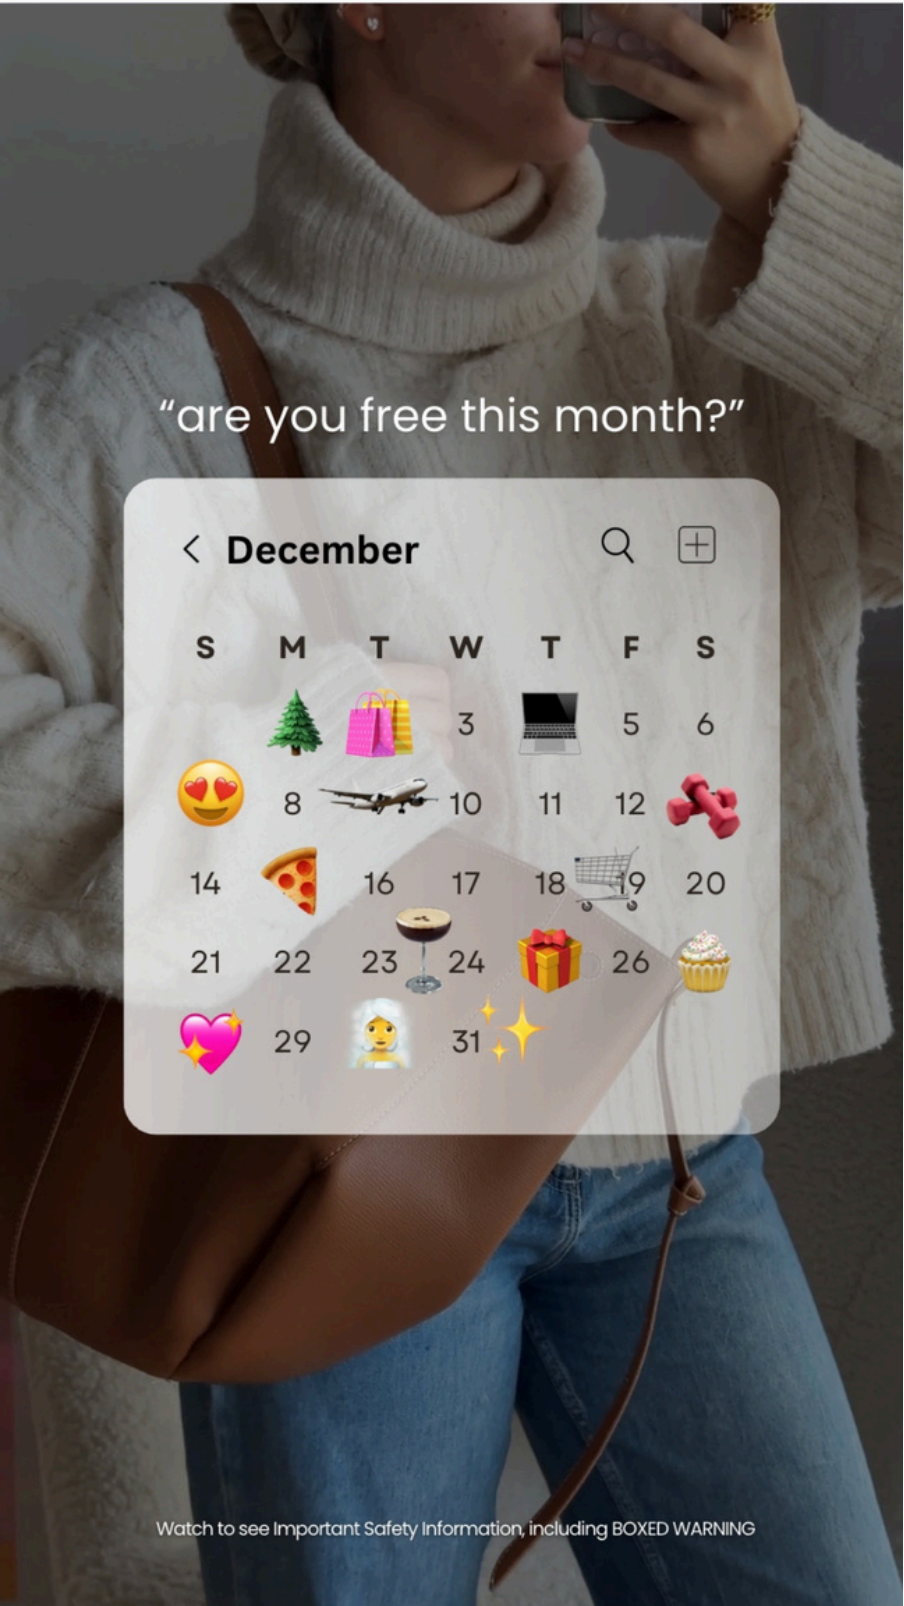 “are you free this month?”
December
S M T W T F S
3 5 6
8 10 11 12
14 16 17 18 19 20
21 22 23 24 26
29 31
Watch to see Important Safety Information, including BOXED WARNING